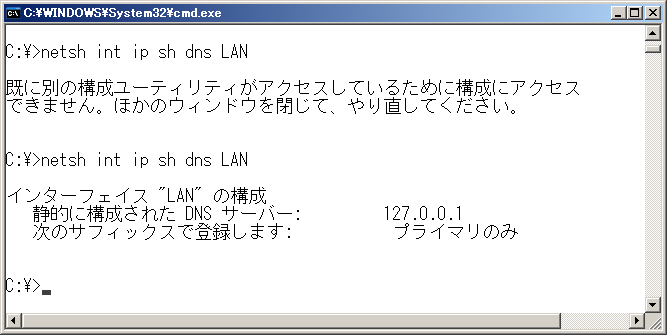 C:¥WINDOWS¥System32¥cmd.exe
C:¥>netsh int ip sh dns LAN
既に別の構成ユーティリティがアクセスしているために構成にアクセス
できません。ほかのウィンドウを閉じて、やり直してください。
C:¥>netsh int ip sh dns LAN
インターフェイス "LAN" の構成
静的に構成された DNS サーバー: 127.0.0.1
次のサフィックスで登録します: プライマリのみ
C:¥>